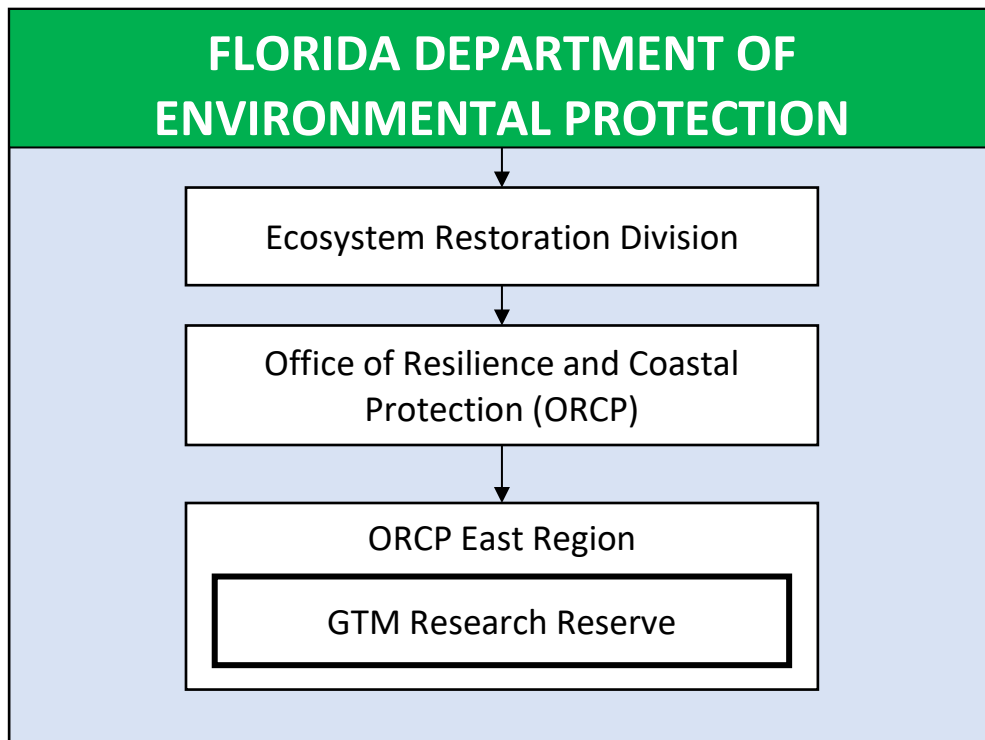 FLORIDA DEPARTMENT OF
ENVIRONMENTAL PROTECTION
Ecosystem Restoration Division
Office of Resilience and Coastal
Protection (ORCP)
ORCP East Region
GTM Research Reserve